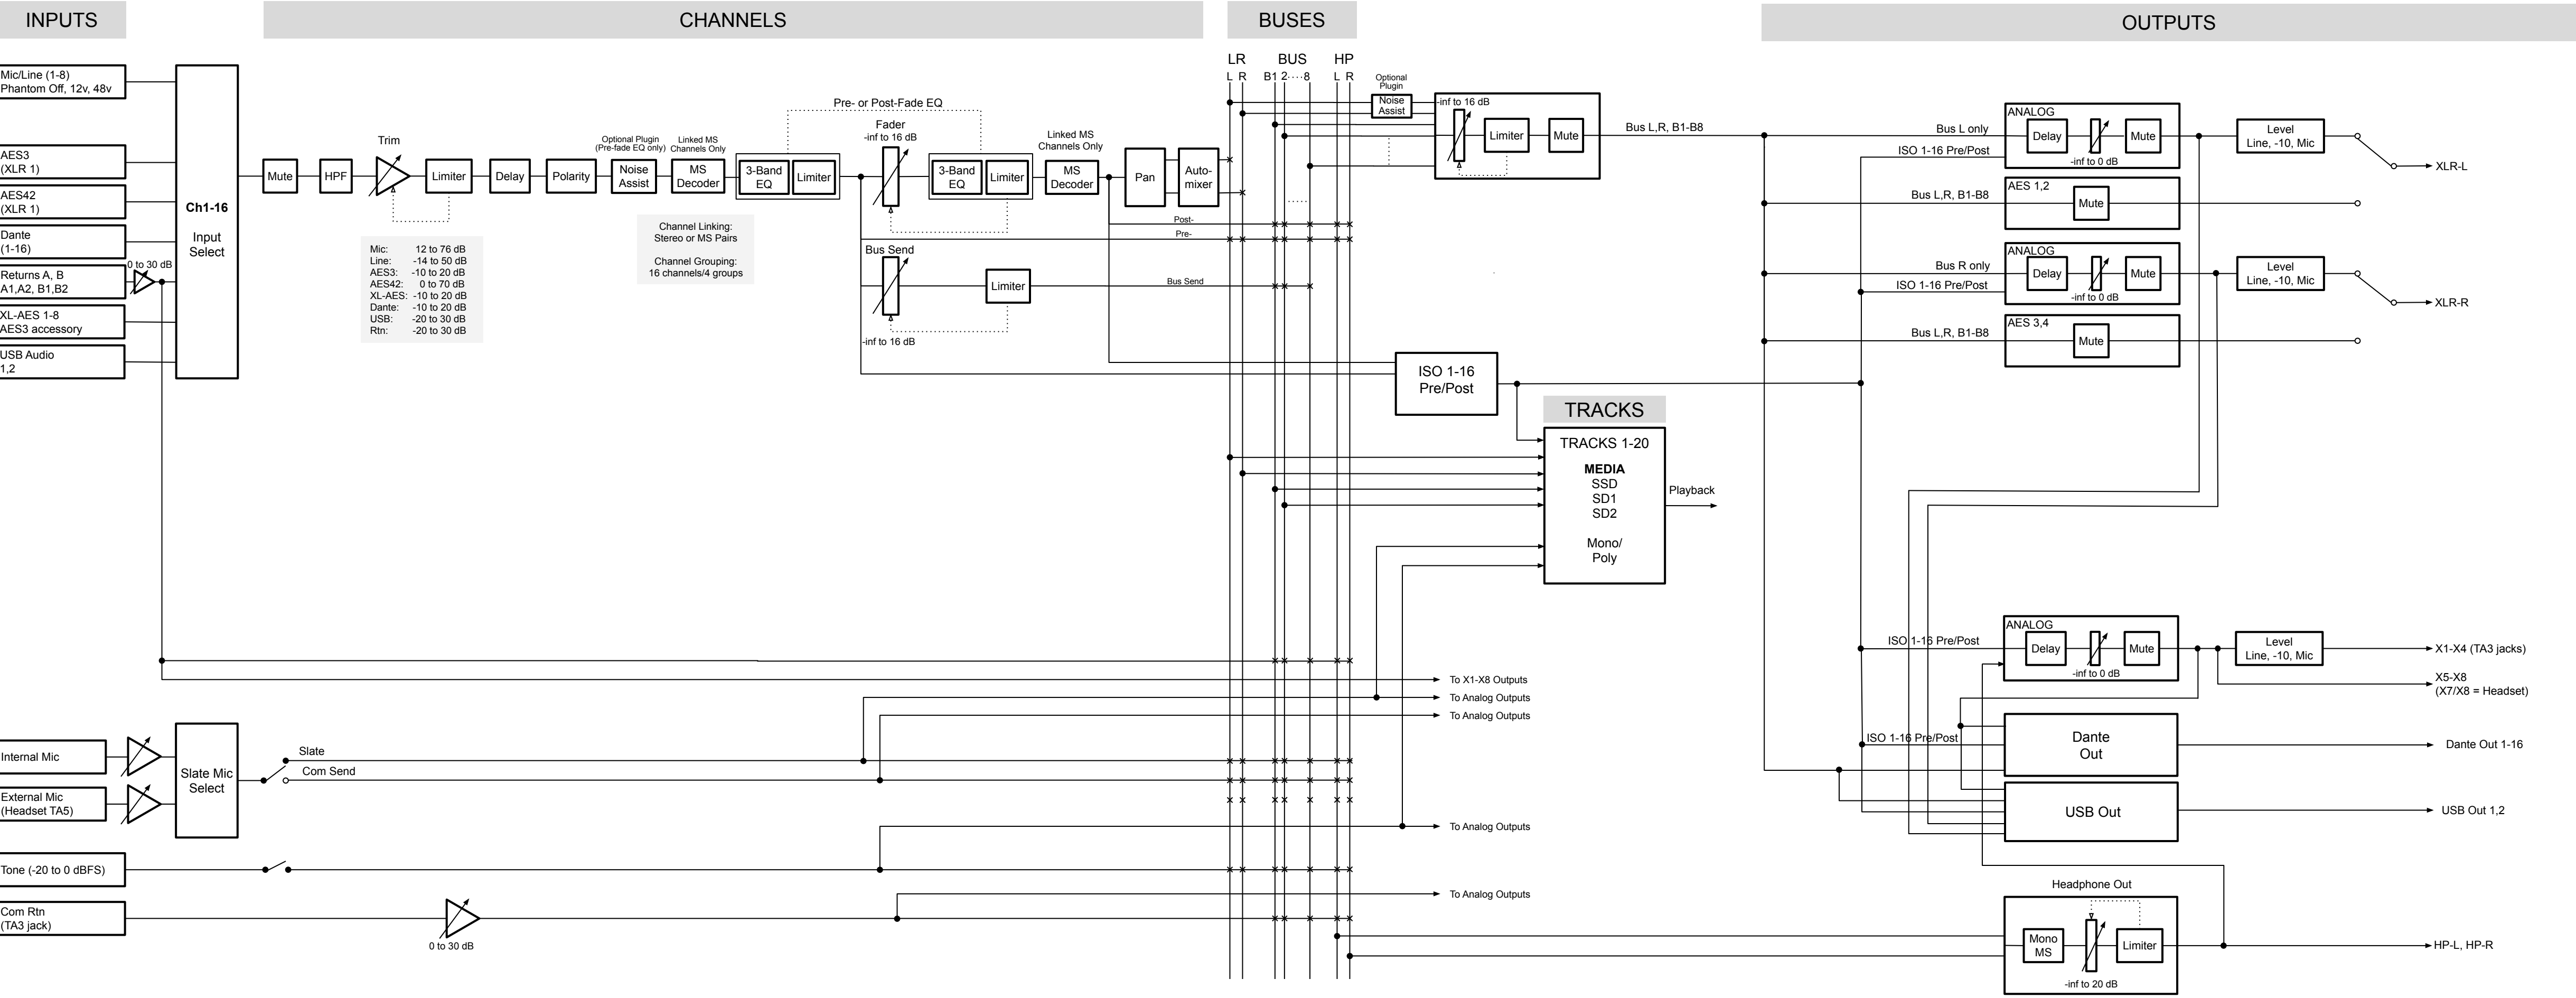 INPUTS
CHANNELS
BUSES
OUTPUTS
Mic/Line (1-8)
Phantom Off, 12v, 48v
AES3
(XLR 1)
AES42
(XLR 1)
Dante
(1-16)
Returns A, B
A1,A2, B1,B2
0 to 30 dB
XL-AES 1-8
AES3 accessory
USB Audio
1,2
Ch1-16
Input
Select
Mute
HPF
Trim
Limiter
Delay
Polarity
Optional Plugin
(Pre-fade EQ only)
Noise
Assist
Linked MS
Channels Only
MS
Decoder
Pre- or Post-Fade EQ
3-Band
EQ
Limiter
Fader
-inf to 16 dB
3-Band
EQ
Limiter
Linked MS
Channels Only
MS
Decoder
Pan
Auto-
mixer
Mic: 12 to 76 dB
Line: -14 to 50 dB
AES3: -10 to 20 dB
AES42: 0 to 70 dB
XL-AES: -10 to 20 dB
Dante: -10 to 20 dB
USB: -20 to 30 dB
Rtn: -20 to 30 dB
Channel Linking:
Stereo or MS Pairs
Channel Grouping:
16 channels/4 groups
Post-
Pre-
Bus Send
Limiter
Bus Send
-inf to 16 dB
LR BUS HP
L R B1 2 ···· 8 L R
Optional
Plugin
Noise
Assist
-inf to 16 dB
Limiter
Mute
Bus L,R, B1-B8
ISO 1-16
Pre/Post
TRACKS
TRACKS 1-20
MEDIA
SSD
SD1
SD2
Mono/
Poly
Playback
Bus L only
ISO 1-16 Pre/Post
ANALOG
Delay
Mute
-inf to 0 dB
Level
Line, -10, Mic
XLR-L
Bus L,R, B1-B8
AES 1,2
Mute
Bus R only
ISO 1-16 Pre/Post
ANALOG
Delay
Mute
-inf to 0 dB
Level
Line, -10, Mic
XLR-R
Bus L,R, B1-B8
AES 3,4
Mute
ISO 1-16 Pre/Post
ANALOG
Delay
Mute
-inf to 0 dB
Level
Line, -10, Mic
X1-X4 (TA3 jacks)
X5-X8
(X7/X8 = Headset)
ISO 1-16 Pre/Post
Dante
Out
Dante Out 1-16
USB Out
USB Out 1,2
Headphone Out
Mono
MS
Limiter
-inf to 20 dB
HP-L, HP-R
To X1-X8 Outputs
To Analog Outputs
To Analog Outputs
Internal Mic
External Mic
(Headset TA5)
Slate Mic
Select
Slate
Com Send
To Analog Outputs
Tone (-20 to 0 dBFS)
To Analog Outputs
Com Rtn
(TA3 jack)
0 to 30 dB